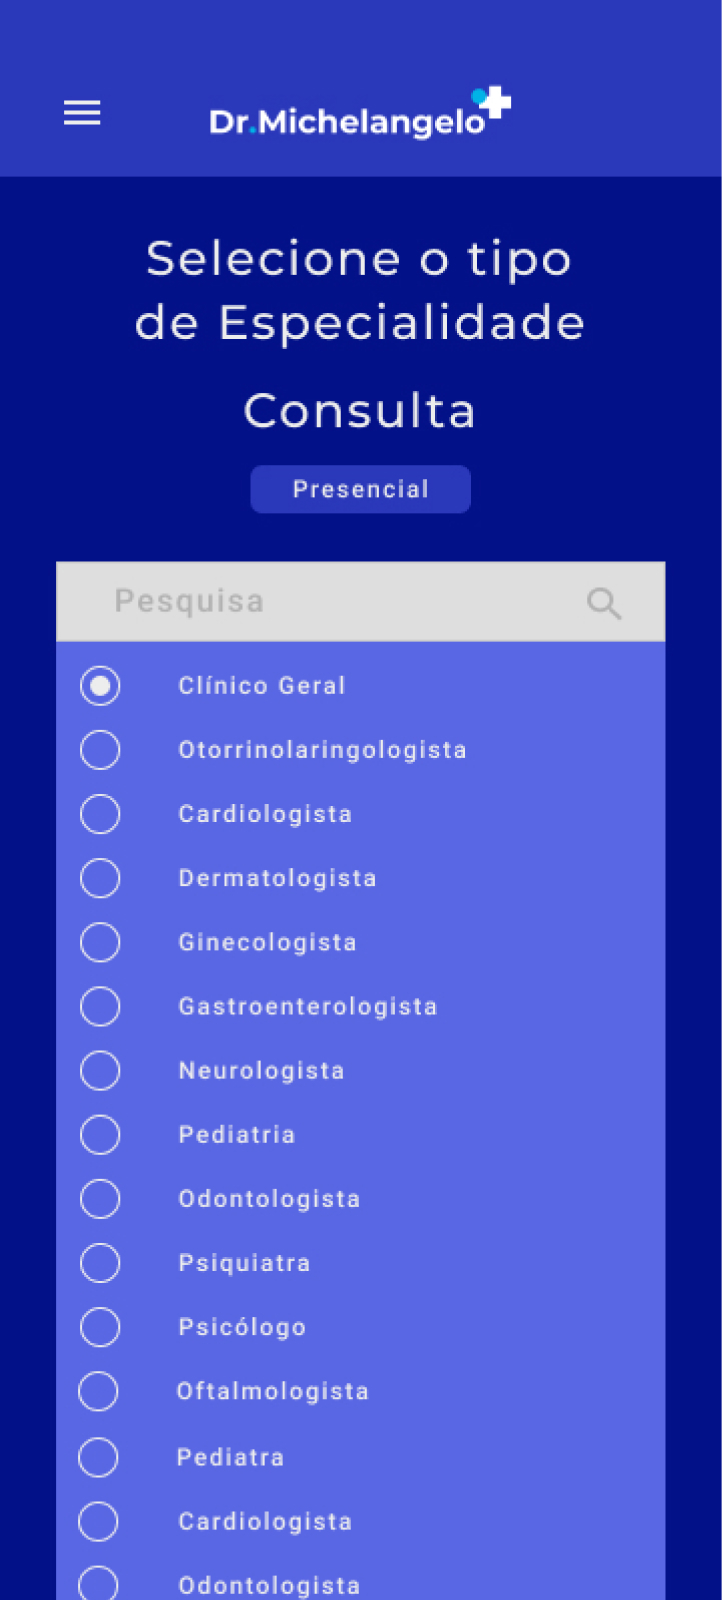 Dr.Michelangelo
Selecione o tipo
de Especialidade
Consulta
Presencial
Pesquisa
Clínico Geral
Otorrinolaringologista
Cardiologista
Dermatologista
Ginecologista
Gastroenterologista
Neurologista
Pediatria
Odontologista
Psiquiatra
Psicólogo
Oftalmologista
Pediatra
Cardiologista
Odontologista